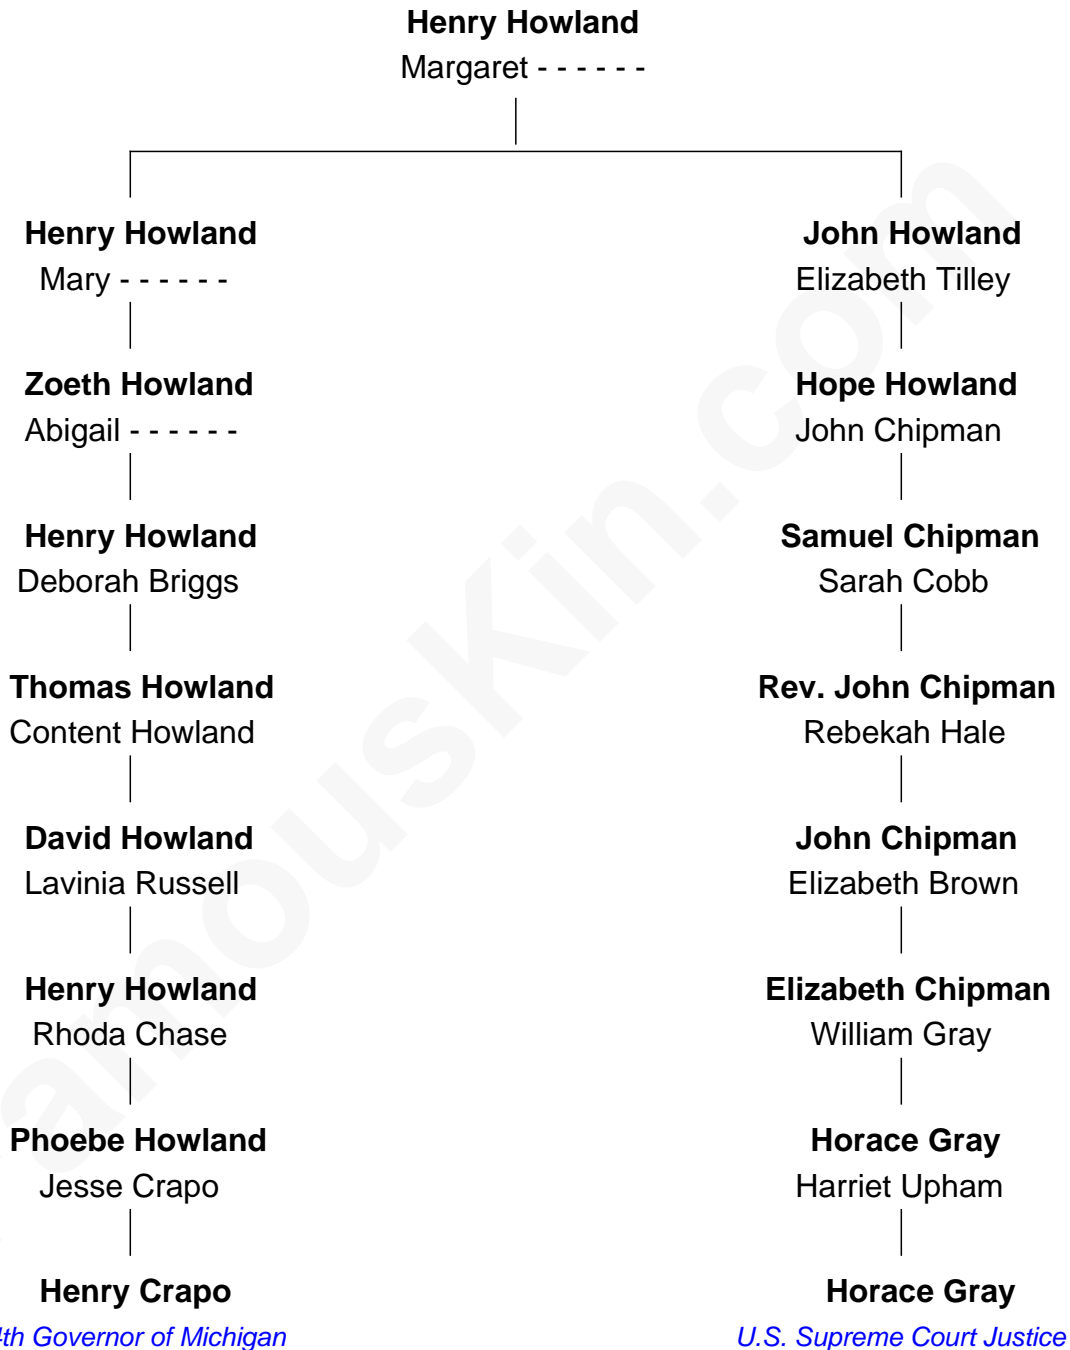 Henry Howland
Margaret - - - - - -
Henry Howland
Mary - - - - - -
John Howland
Elizabeth Tilley
Zoeth Howland
Abigail - - - - - -
Hope Howland
John Chipman
Henry Howland
Deborah Briggs
Samuel Chipman
Sarah Cobb
Thomas Howland
Content Howland
Rev. John Chipman
Rebekah Hale
David Howland
Lavinia Russell
John Chipman
Elizabeth Brown
Henry Howland
Rhoda Chase
Elizabeth Chipman
William Gray
Phoebe Howland
Jesse Crapo
Horace Gray
Harriet Upham
Henry Crapo
4th Governor of Michigan
Horace Gray
U.S. Supreme Court Justice
amousKin.com